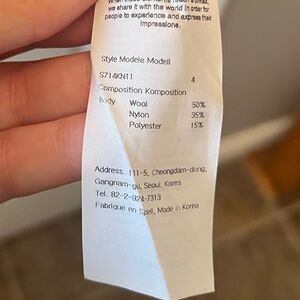 we share it with the world in order for
people to experience and express their
impressions.
Style Modele Modell
S714KN11 4
Composition Komposition
Body Wool 50%
Nylon 35%
Polyester 15%
Address. 111-5, Cheongdam-dong,
Gangnam-gu, Seoul, Korea
Tel. 82-2-924-7313
Fabrique en Spell, Made in Korea